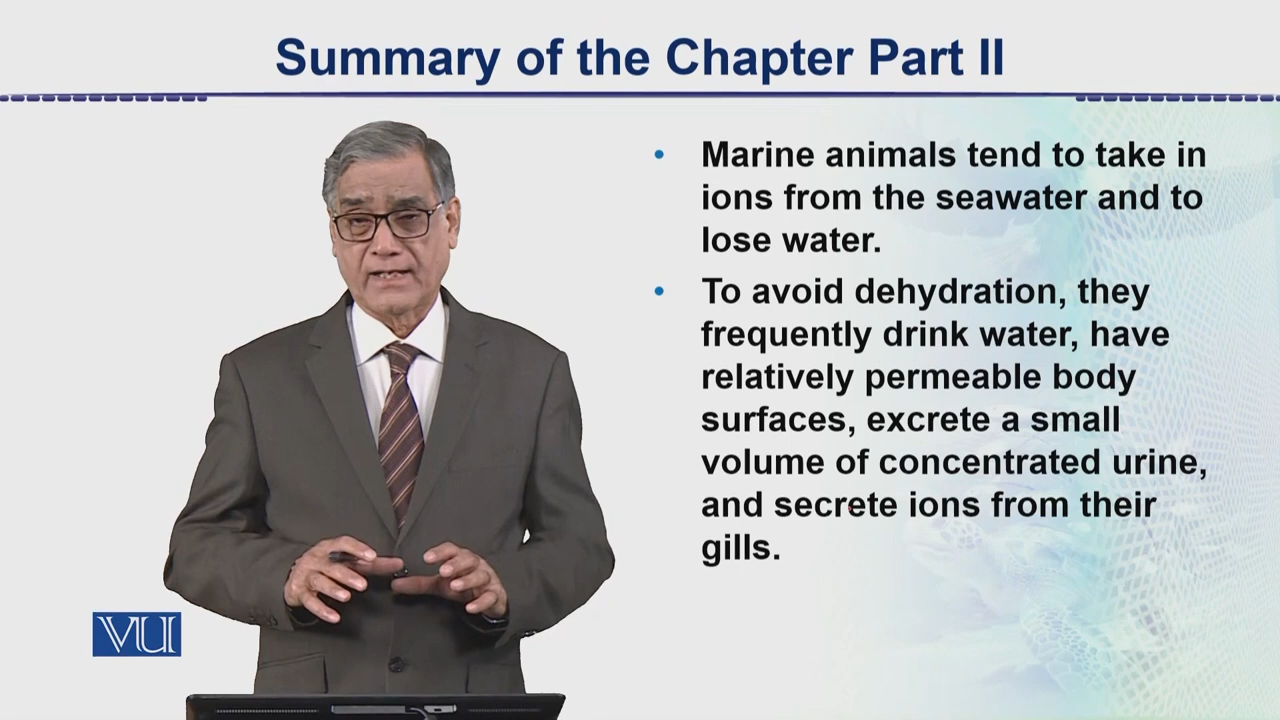 Summary of the Chapter Part II
• Marine animals tend to take in
ions from the seawater and to
lose water.
• To avoid dehydration, they
frequently drink water, have
relatively permeable body
surfaces, excrete a small
volume of concentrated urine,
and secrete ions from their
gills.
VU